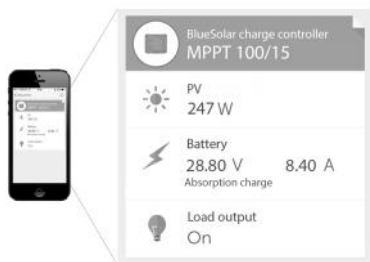 BlueSolar charge controller
MPPT 100/15
PV
247 W
Battery
28.80 V 8.40 A
Absorption charge
Load output
On